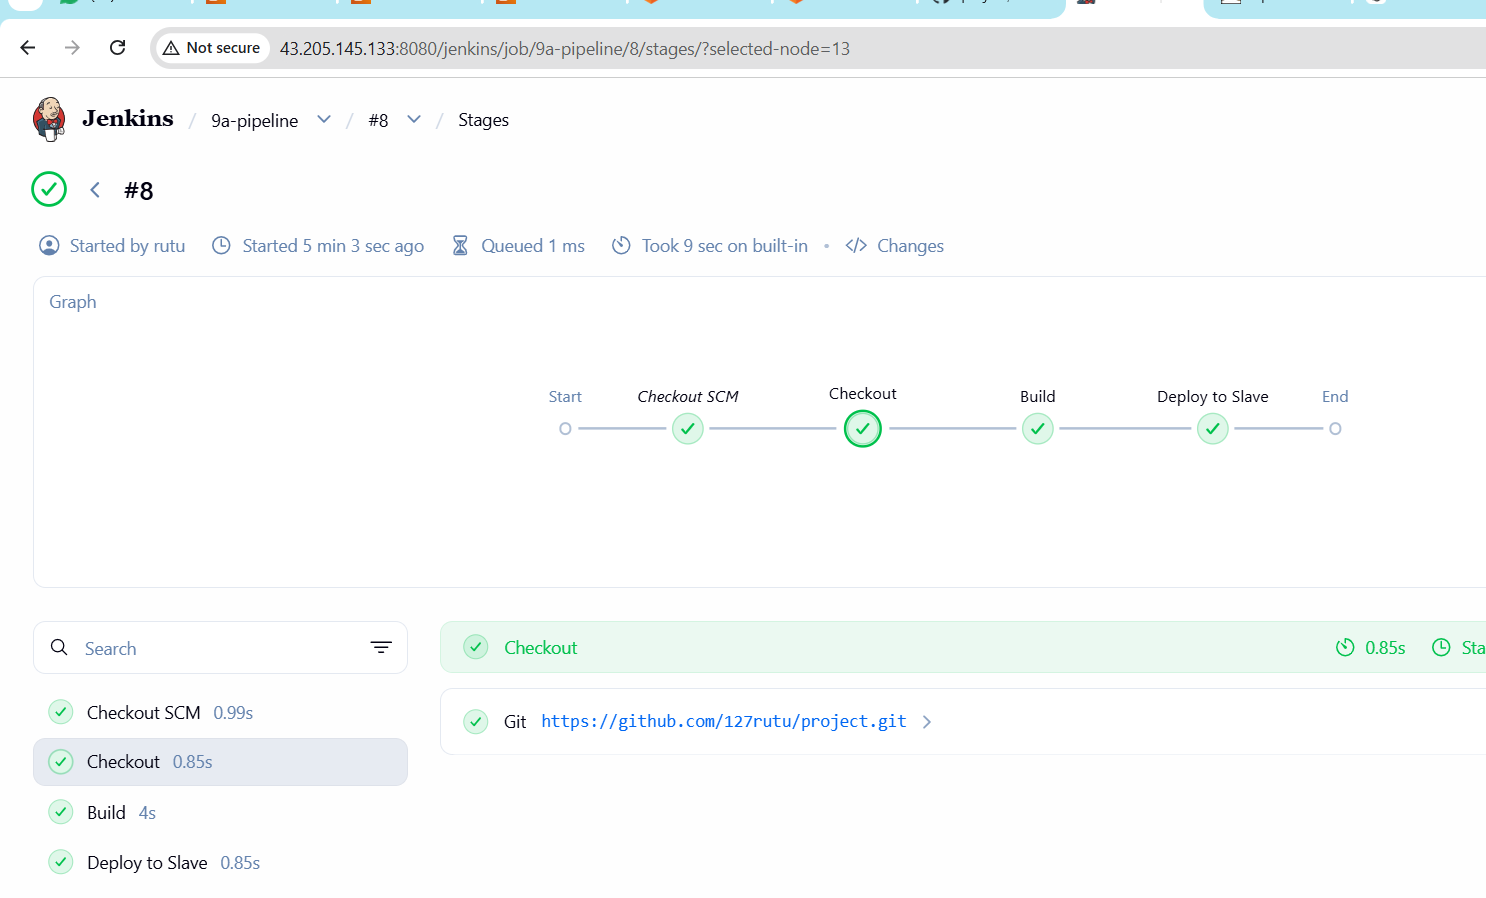 Not secure 43.205.145.133:8080/jenkins/job/9a-pipeline/8/stages/?selected-node=13
Jenkins / 9a-pipeline / #8 / Stages
#8
Started by rutu Started 5 min 3 sec ago Queued 1 ms Took 9 sec on built-in • </> Changes
Graph
Start Checkout SCM Checkout Build Deploy to Slave End
Search
Checkout SCM 0.99s
Checkout 0.85s
Build 4s
Deploy to Slave 0.85s
Checkout 0.85s Sta
Git https://github.com/127rutu/project.git